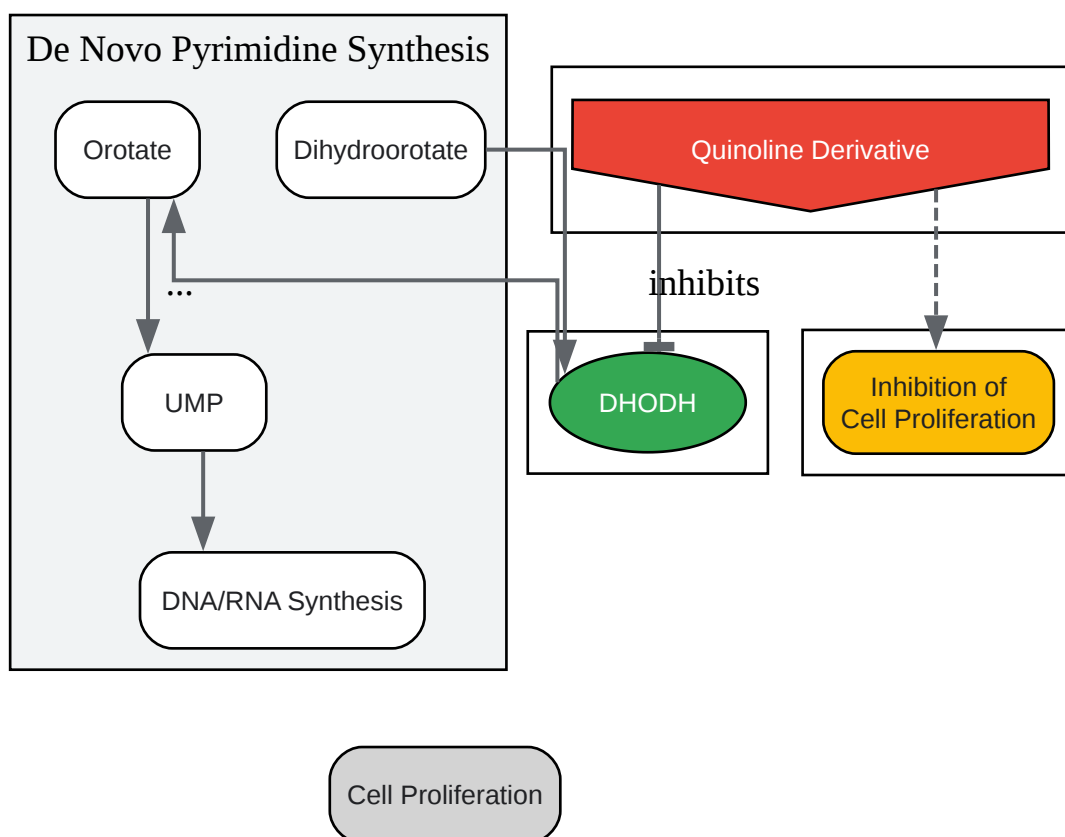 De Novo Pyrimidine Synthesis
Orotate
Dihydroorotate
Quinoline Derivative
...
inhibits
UMP
DHODH
Inhibition of
Cell Proliferation
DNA/RNA Synthesis
Cell Proliferation